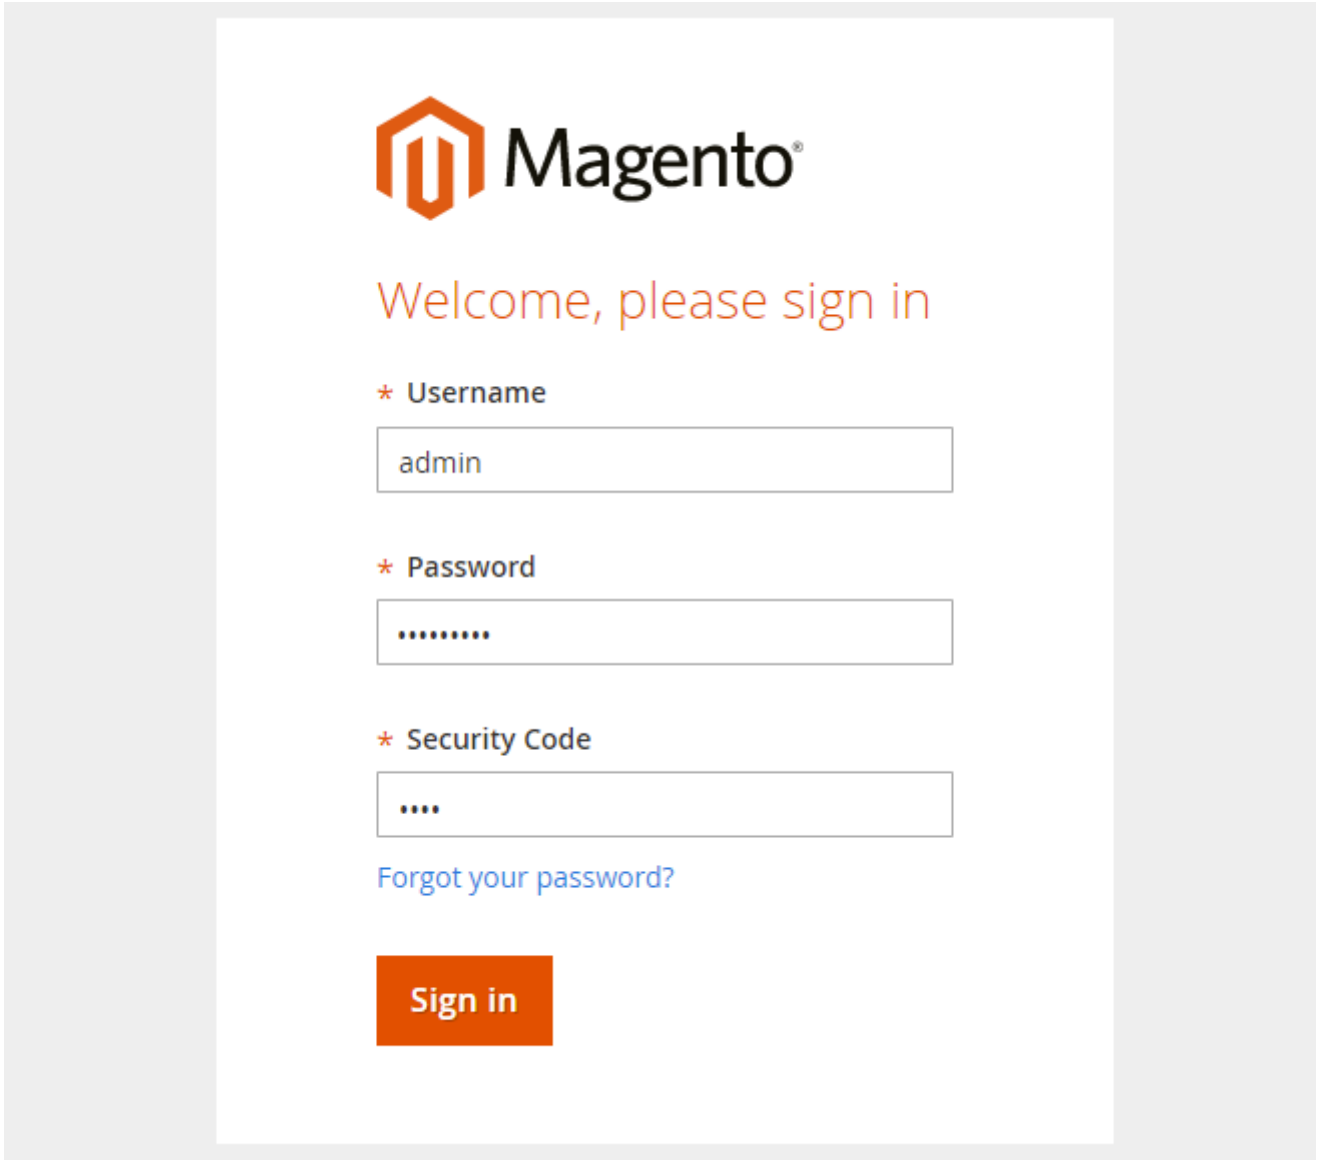 Magento®
Welcome, please sign in
* Username
admin
* Password
•••••••••
* Security Code
••••
Forgot your password?
Sign in